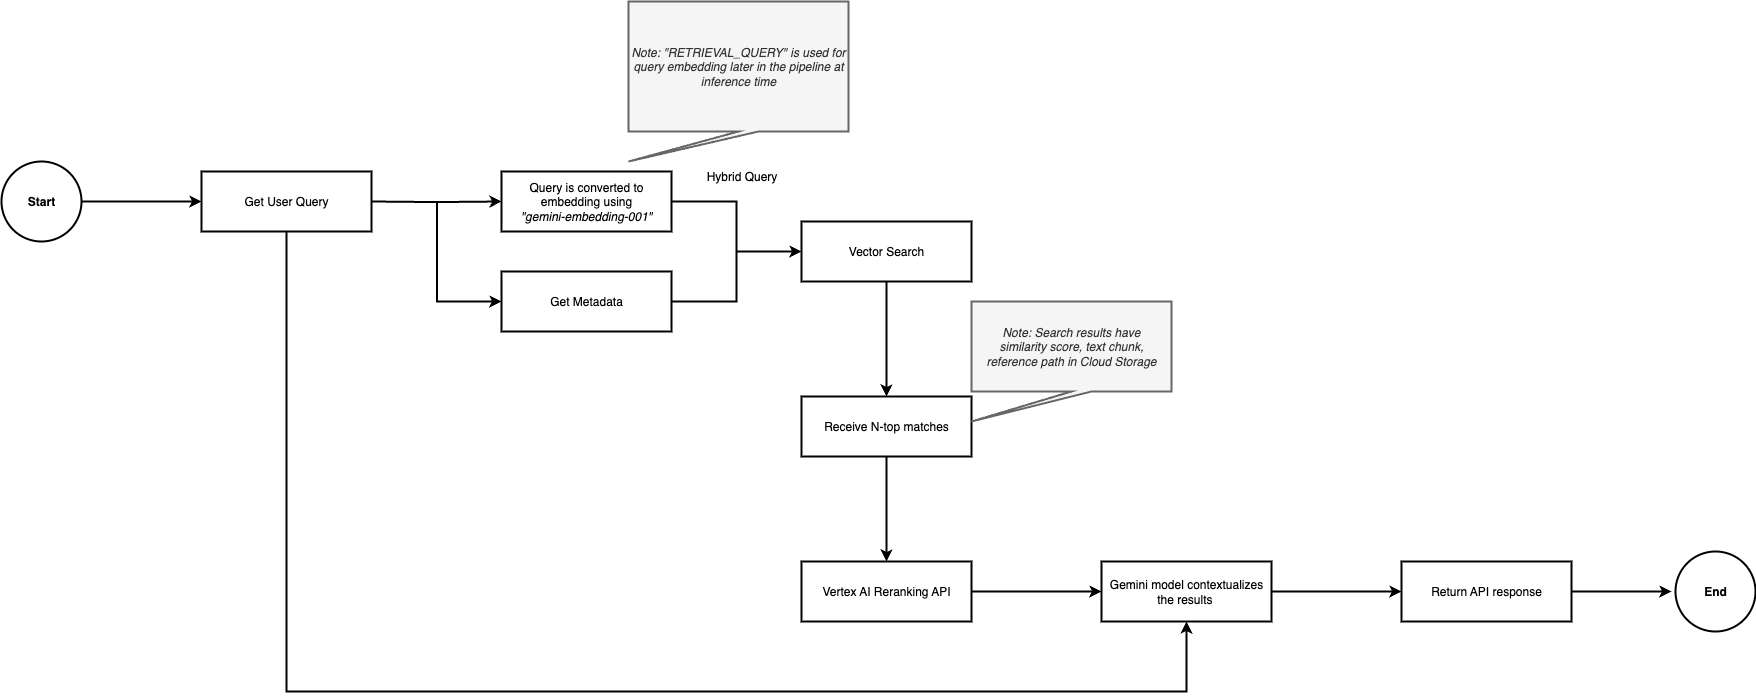 Note: "RETRIEVAL_QUERY" is used for
query embedding later in the pipeline at
inference time
Start
Get User Query
Query is converted to
embedding using
"gemini-embedding-001"
Hybrid Query
Get Metadata
Vector Search
Note: Search results have
similarity score, text chunk,
reference path in Cloud Storage
Receive N-top matches
Vertex AI Reranking API
Gemini model contextualizes
the results
Return API response
End